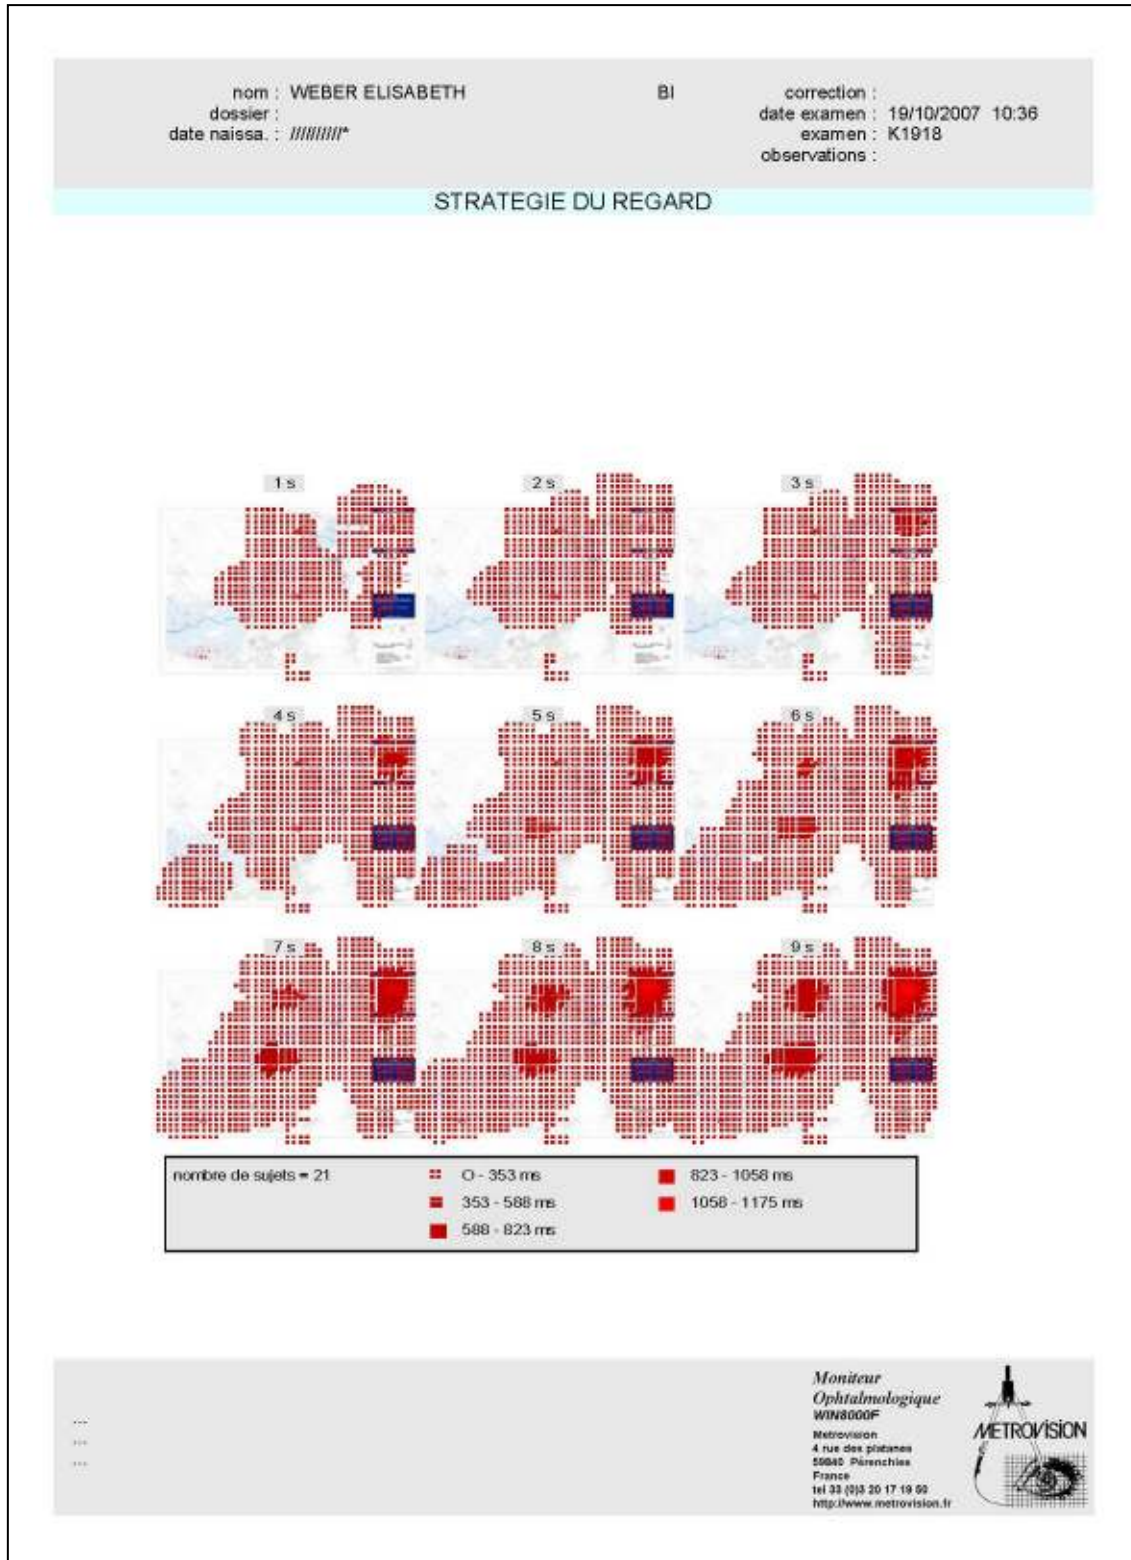 nom : WEBER ELISABETH
BI
correction :
dossier :
date examen : 19/10/2007 10:36
date naissa. : //////////*
examen : K1918
observations :
STRATEGIE DU REGARD
1 s
2 s
3 s
4 s
5 s
6 s
7 s
8 s
9 s
nombre de sujets = 21
O - 353 ms
823 - 1058 ms
353 - 588 ms
1058 - 1175 ms
588 - 823 ms
Moniteur
Ophtalmologique
WIN8000F
Metrovision
4 rue des platanes
59840 Pérenchies
France
tel 33 (0)3 20 17 19 50
http://www.metrovision.fr
METROVISION
...
...
...